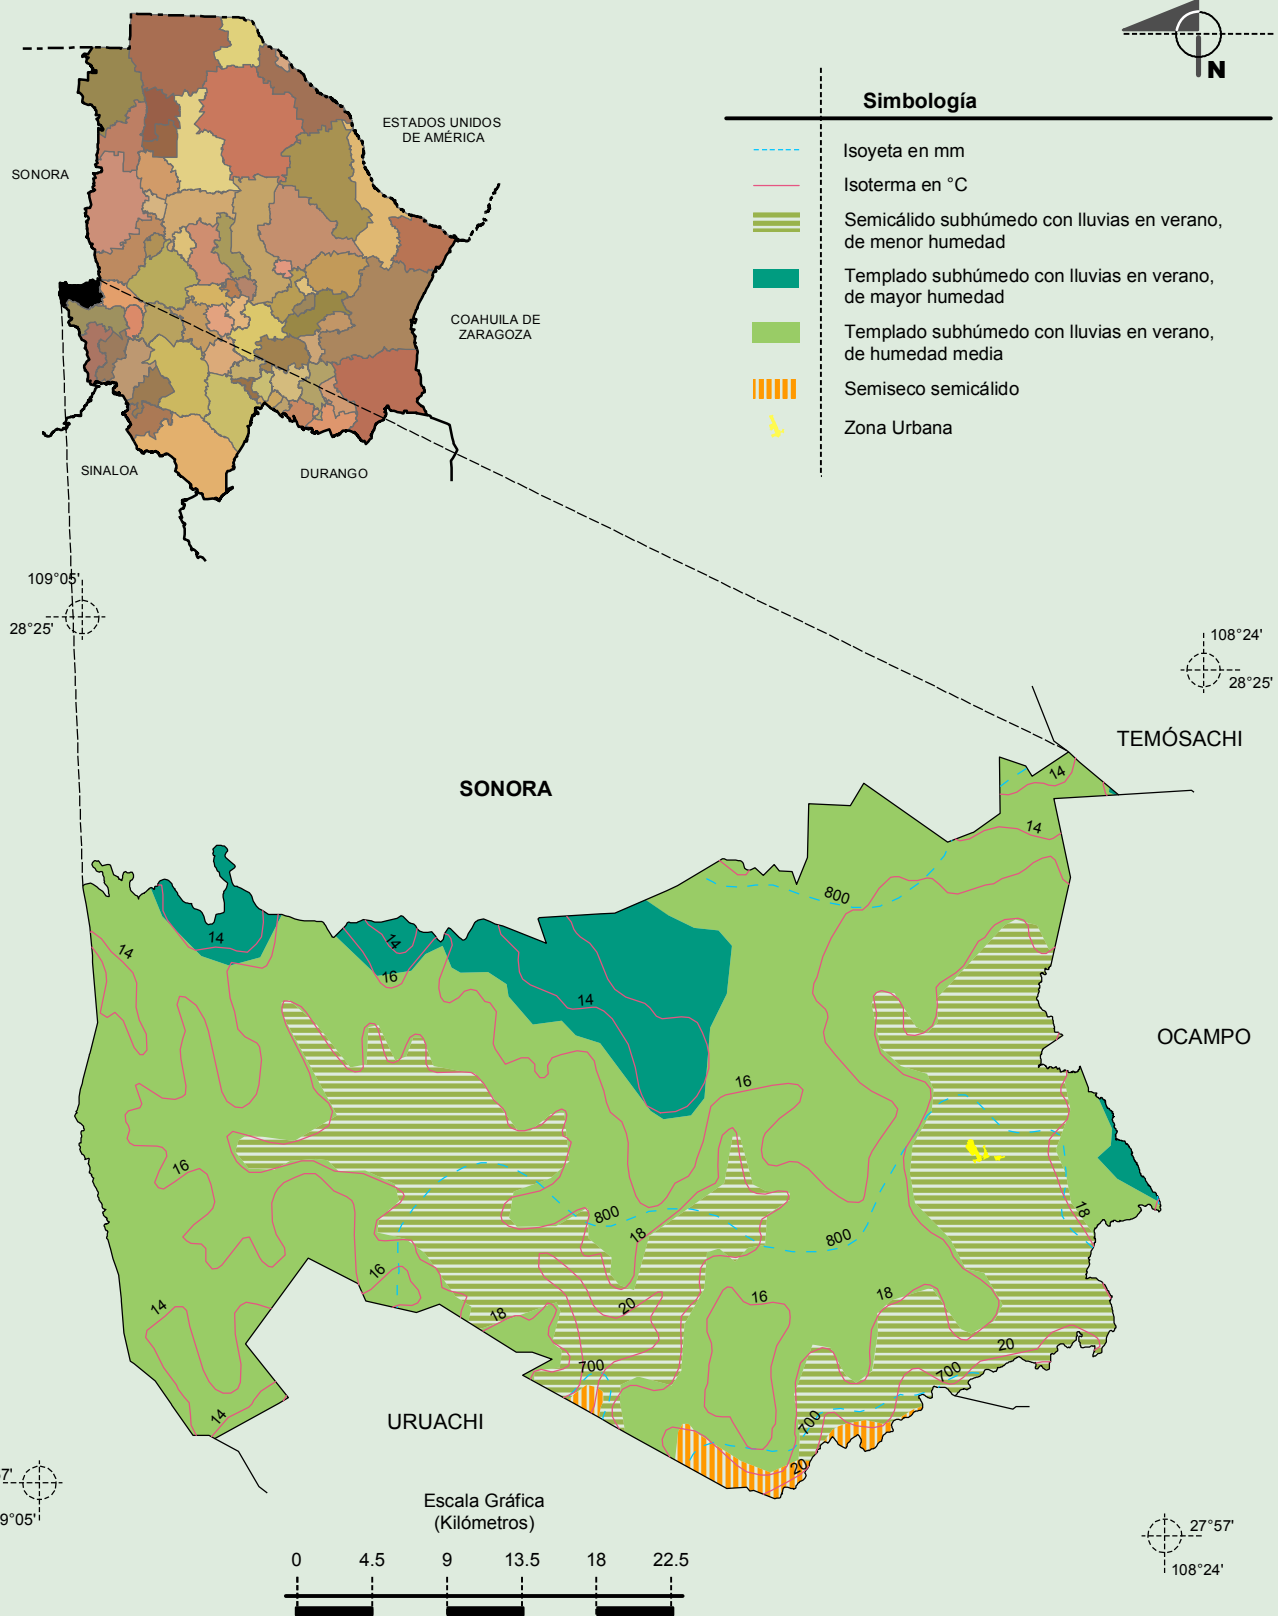 N
Simbología
Isoyeta en mm
Isoterma en °C
Semicálido subhúmedo con lluvias en verano,
de menor humedad
Templado subhúmedo con lluvias en verano,
de mayor humedad
Templado subhúmedo con lluvias en verano,
de humedad media
Semiseco semicálido
Zona Urbana
ESTADOS UNIDOS
DE AMÉRICA
SONORA
COAHUILA DE
ZARAGOZA
SINALOA
DURANGO
109°05'
28°25'
108°24'
28°25'
TEMÓSACHI
SONORA
14
14
800
14
14
14
16
14
OCAMPO
16
16
18
800
18
800
16
14
16
18
20
18
20
700
700
14
700
20
URUACHI
7'
9°05'
27°57'
108°24'
Escala Gráfica
(Kilómetros)
0 4.5 9 13.5 18 22.5